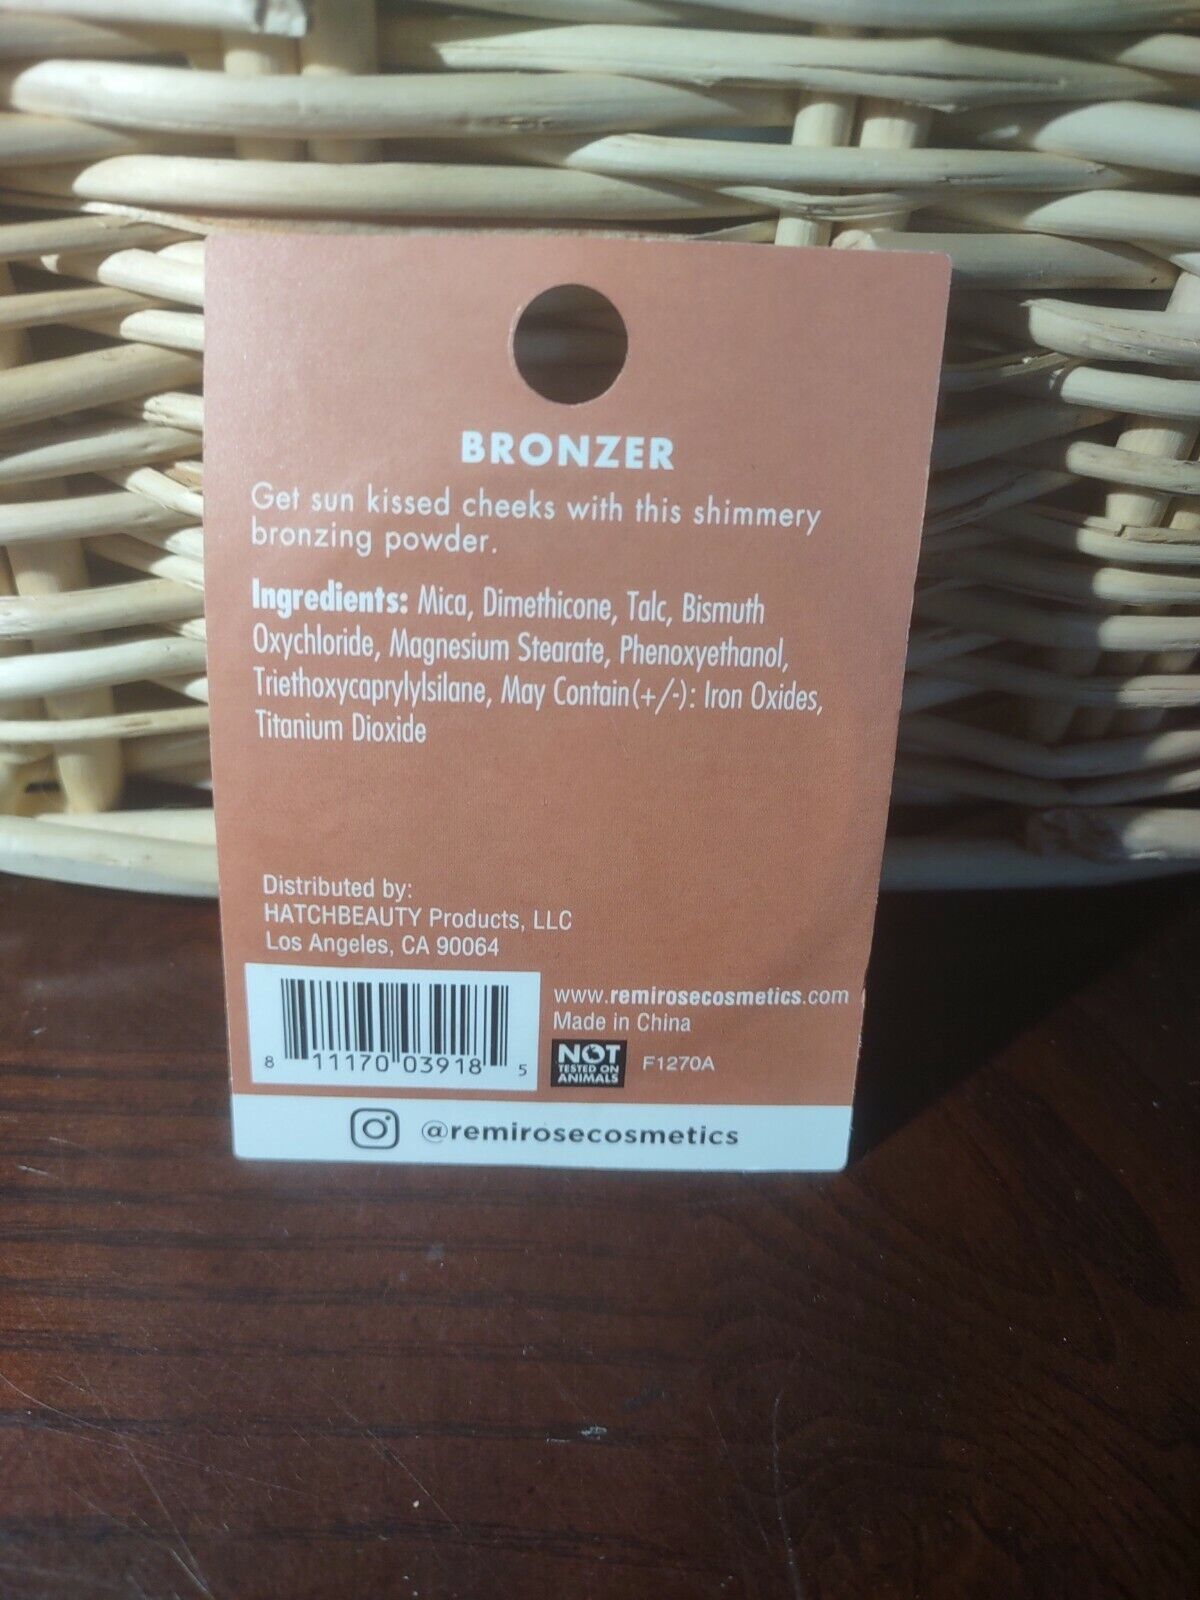 BRONZER
Get sun kissed cheeks with this shimmery
bronzing powder.
Ingredients: Mica, Dimethicone, Talc, Bismuth
Oxychloride, Magnesium Stearate, Phenoxyethanol,
Triethoxycaprylylsilane, May Contain(+/-): Iron Oxides,
Titanium Dioxide
Distributed by:
HATCHBEAUTY Products, LLC
Los Angeles, CA 90064
8 11170 03918 5
www.remirosecosmetics.com
Made in China
NOT
TESTED ON
ANIMALS
F1270A
@remirosecosmetics